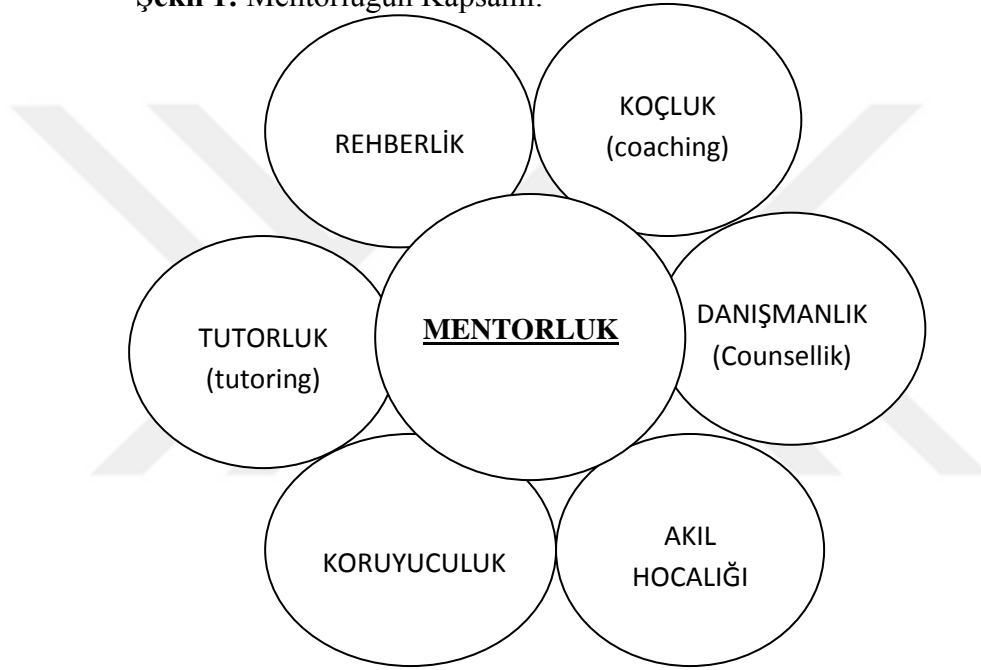 Şekil 1: Mentorluğun Kapsamı.
REHBERLİK
KOÇLUK
(coaching)
MENTORLUK
DANIŞMANLIK
(Counsellik)
TUTORLUK
(tutoring)
KORUYUCULUK
AKIL
HOCALIĞI